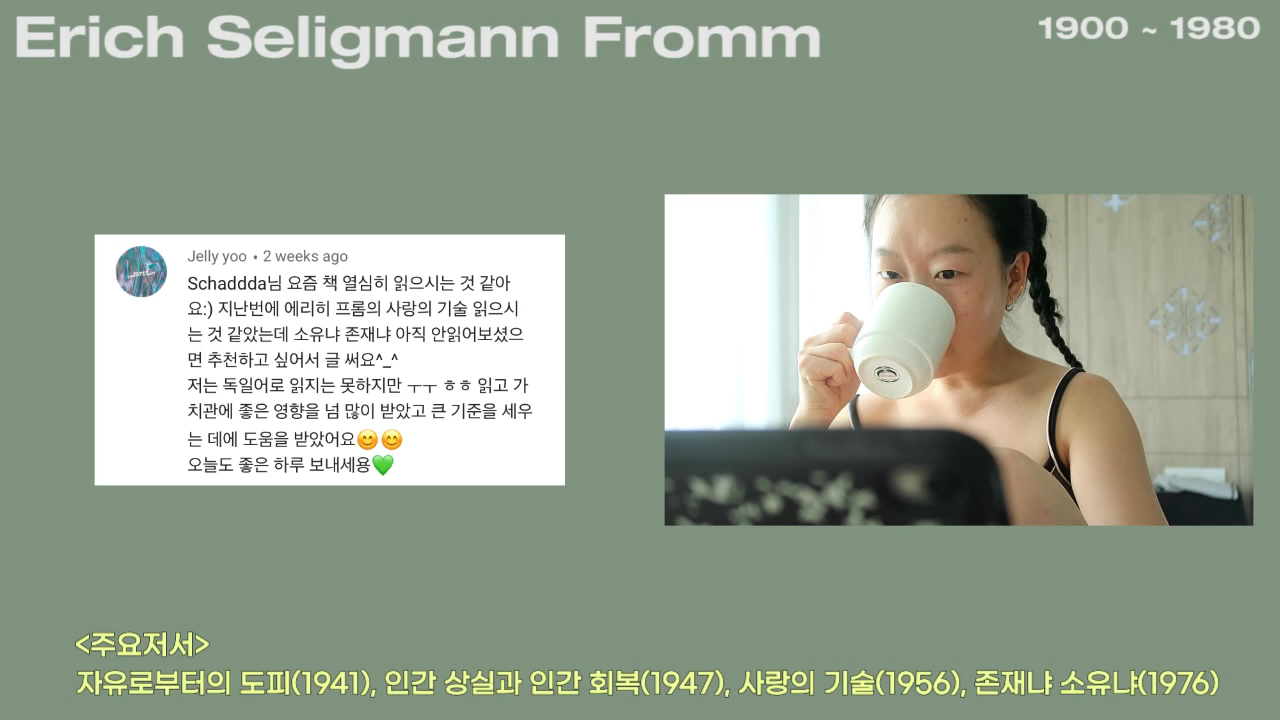 Erich Seligmann Fromm
1900 ~ 1980
Jelly yoo • 2 weeks ago
Schaddda님 요즘 책 열심히 읽으시는 것 같아
요:) 지난번에 에리히 프롬의 사랑의 기술 읽으시
는 것 같았는데 소유냐 존재냐 아직 안읽어보셨으
면 추천하고 싶어서 글 써요^_^
저는 독일어로 읽지는 못하지만 ㅜㅜ ㅎㅎ 읽고 가
치관에 좋은 영향을 넘 많이 받았고 큰 기준을 세우
는 데에 도움을 받았어요😊😊
오늘도 좋은 하루 보내세용💚
<주요저서>
자유로부터의 도피(1941), 인간 상실과 인간 회복(1947), 사랑의 기술(1956), 존재냐 소유냐(1976)